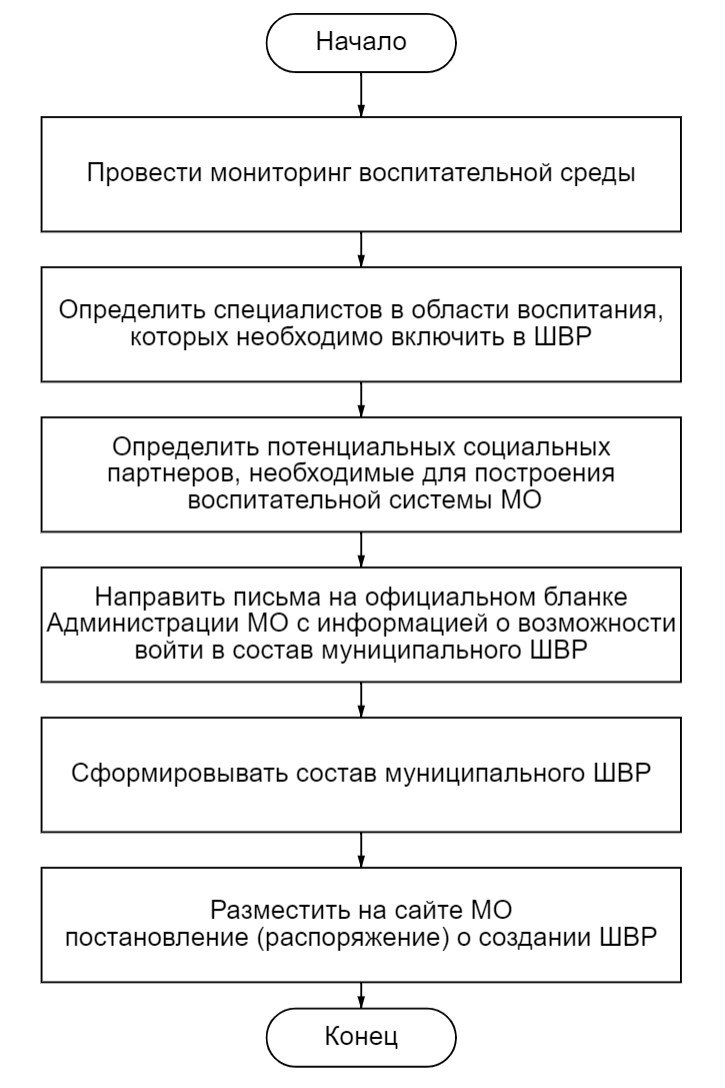 Начало
Провести мониторинг воспитательной среды
Определить специалистов в области воспитания,
которых необходимо включить в ШВР
Определить потенциальных социальных
партнеров, необходимые для построения
воспитательной системы МО
Направить письма на официальном бланке
Администрации МО с информацией о возможности
войти в состав муниципального ШВР
Сформировывать состав муниципального ШВР
Разместить на сайте МО
постановление (распоряжение) о создании ШВР
Конец